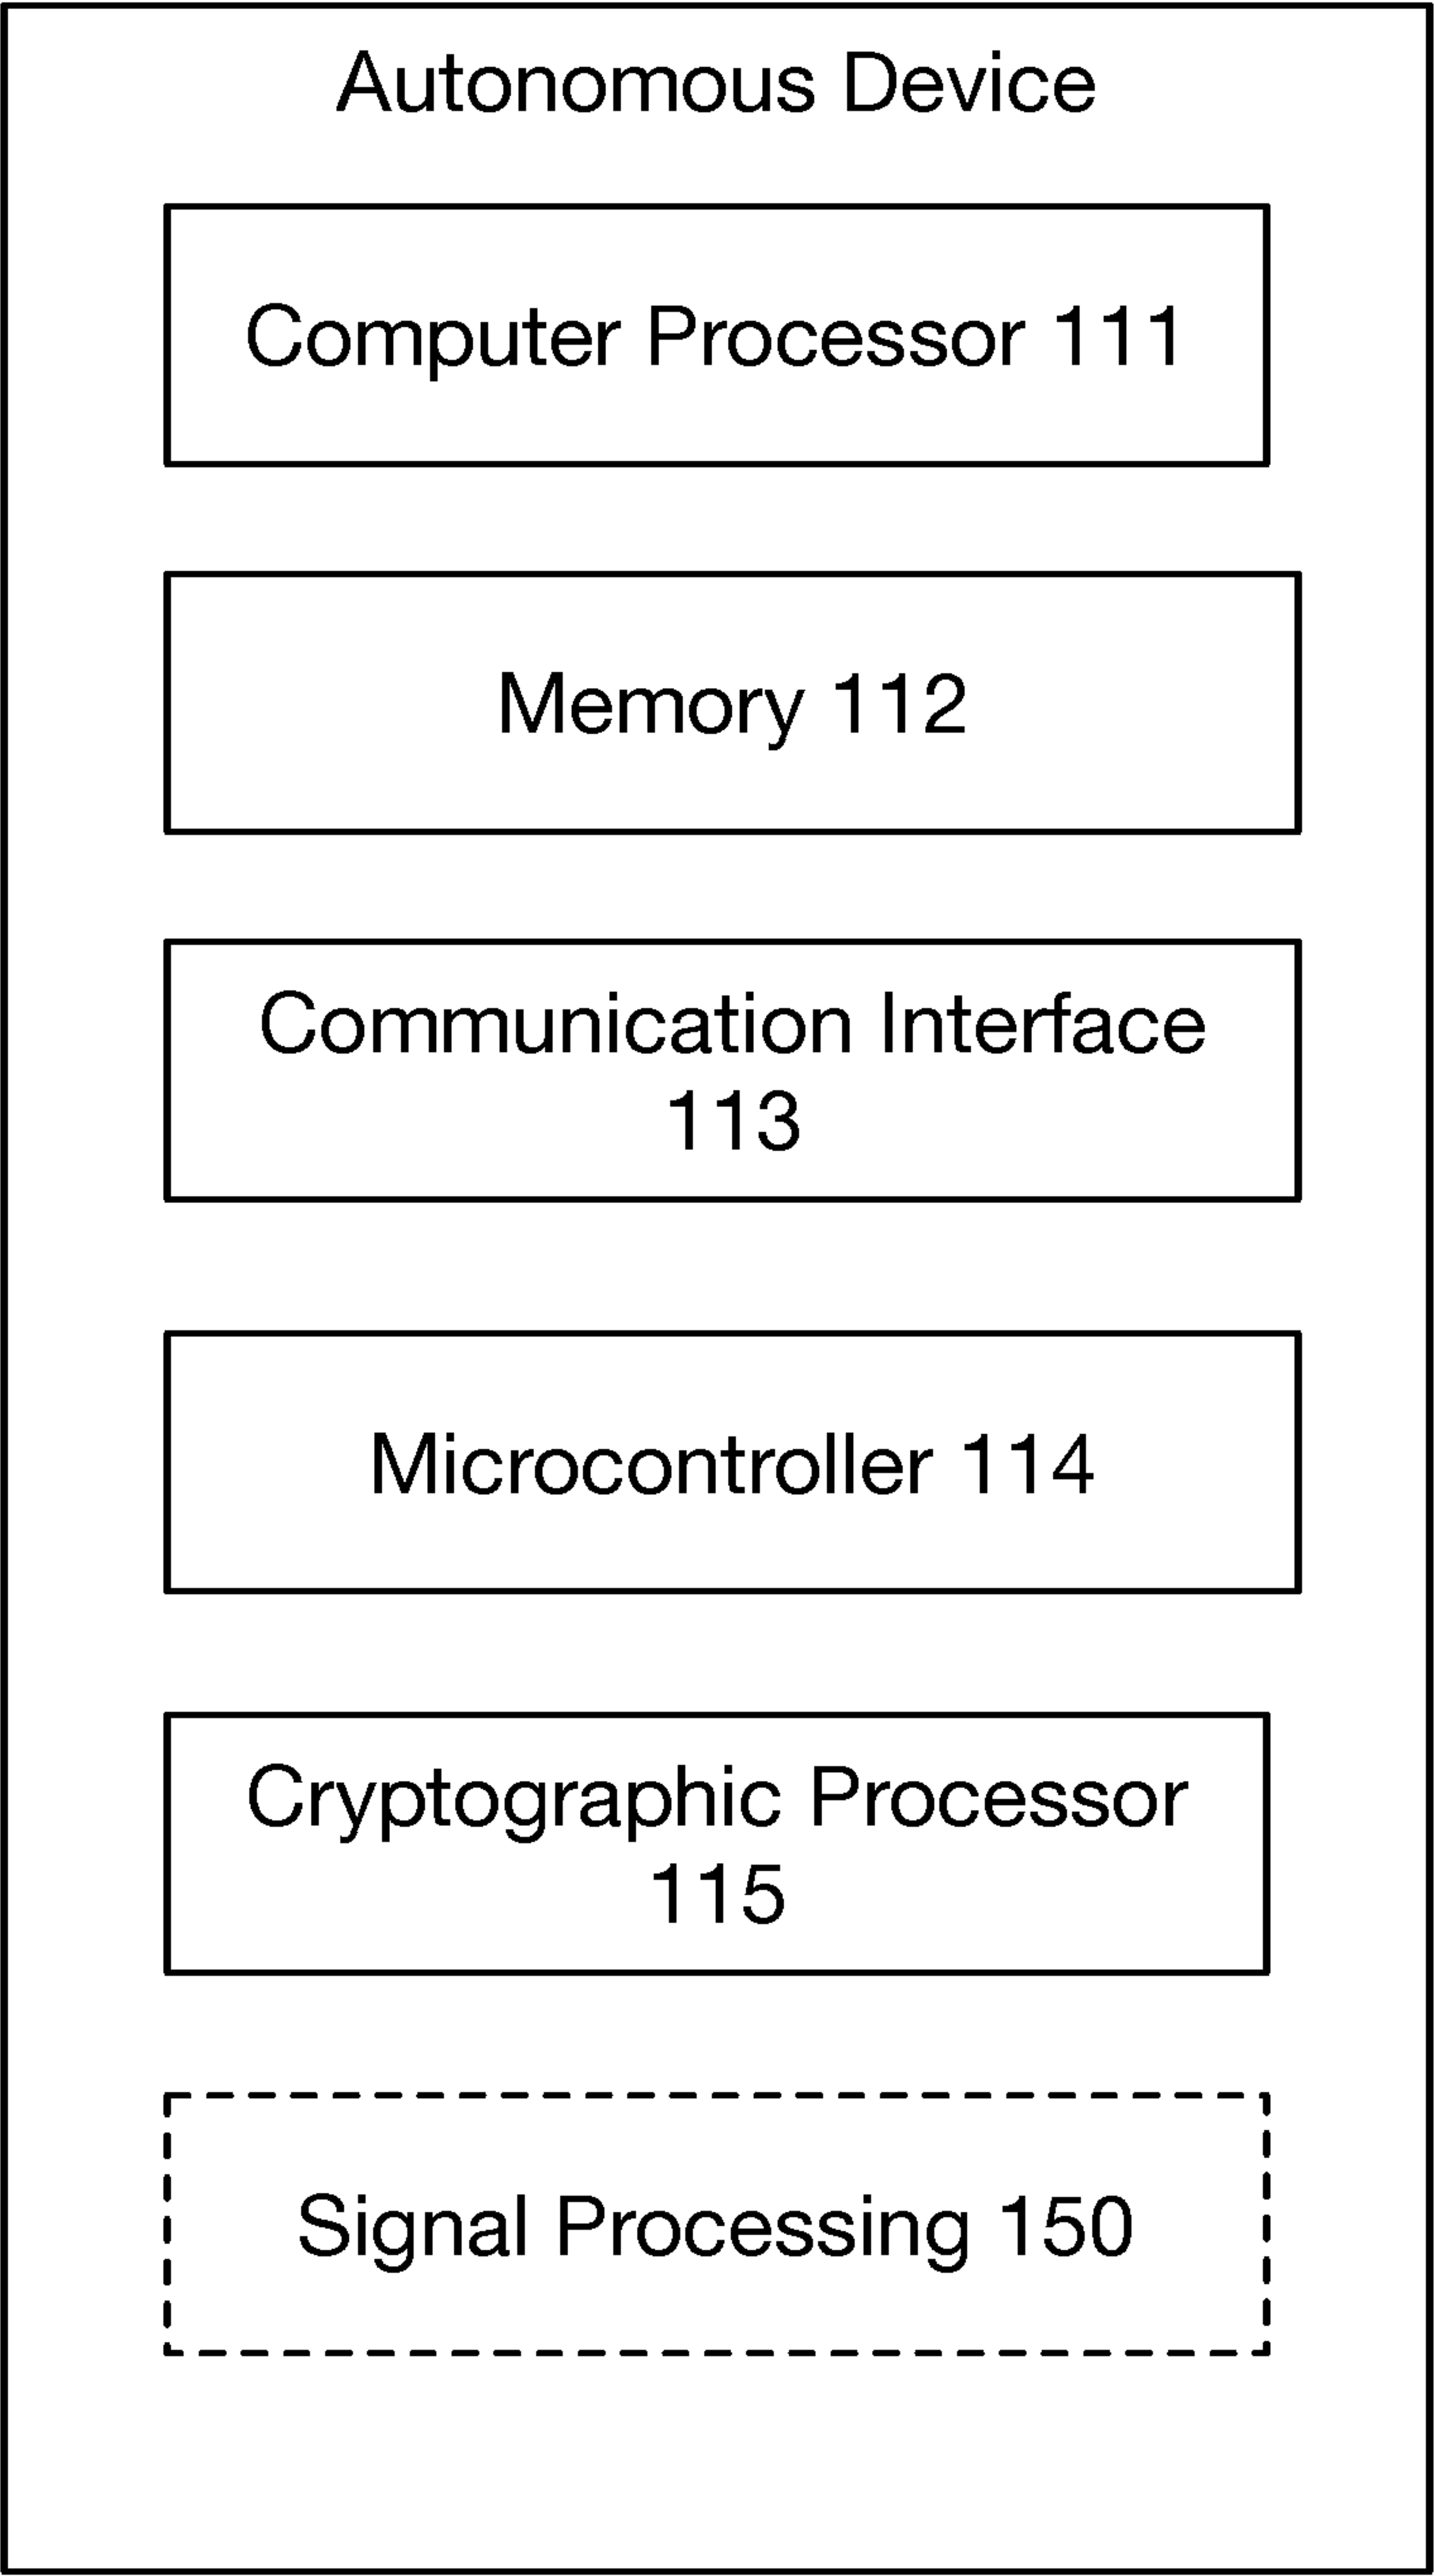 Autonomous Device
Computer Processor 111
Memory 112
Communication Interface
113
Microcontroller 114
Cryptographic Processor
115
Signal Processing 150